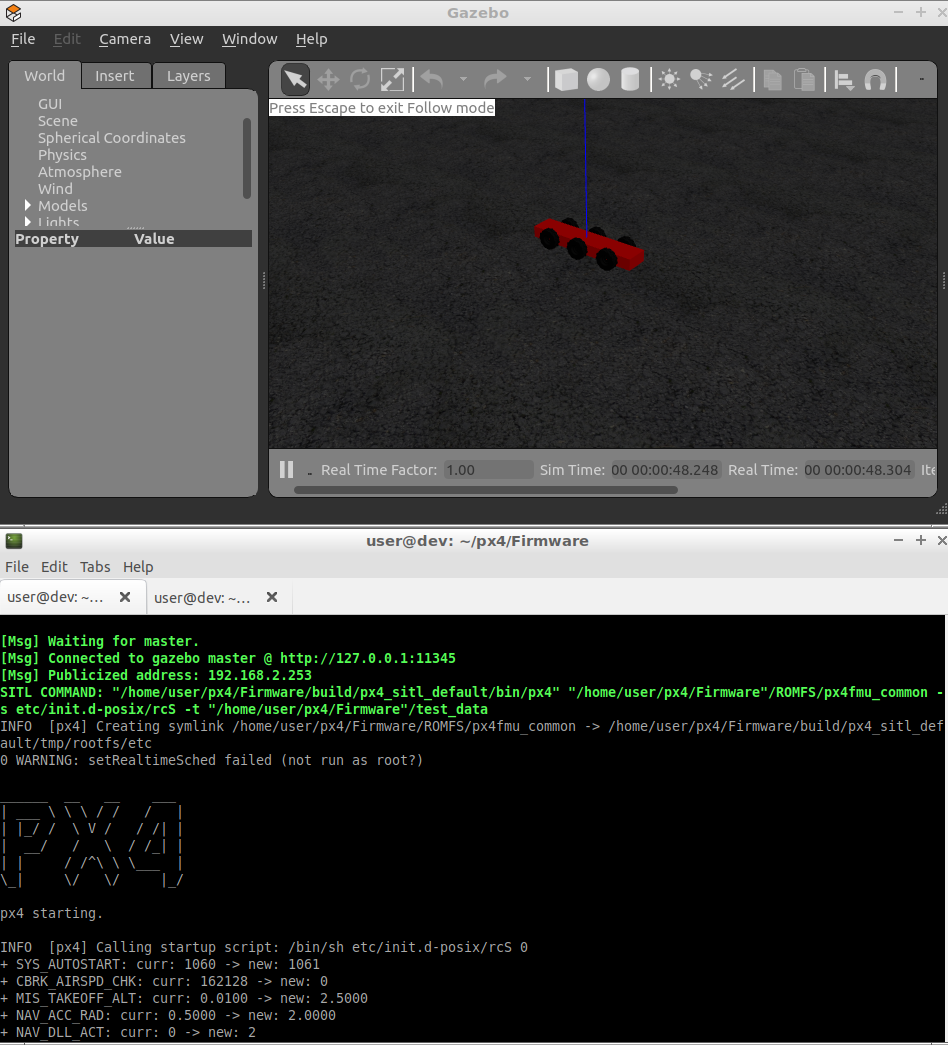 Gazebo
File Edit Camera View Window Help
World Insert Layers
GUI
Scene
Spherical Coordinates
Physics
Atmosphere
Wind
Models
Lights
Property Value
Press Escape to exit Follow mode
Real Time Factor: 1.00 Sim Time: 00 00:00:48.248 Real Time: 00 00:00:48.304 Ite
user@dev: ~/px4/Firmware
File Edit Tabs Help
user@dev: ~... user@dev: ~...
[Msg] Waiting for master.
[Msg] Connected to gazebo master @ http://127.0.0.1:11345
[Msg] Publicized address: 192.168.2.253
SITL COMMAND: "/home/user/px4/Firmware/build/px4_sitl_default/bin/px4" "/home/user/px4/Firmware"/ROMFS/px4fmu_common -
s etc/init.d-posix/rcS -t "/home/user/px4/Firmware"/test_data
INFO  [px4] Creating symlink /home/user/px4/Firmware/ROMFS/px4fmu_common -> /home/user/px4/Firmware/build/px4_sitl_def
ault/tmp/rootfs/etc
0 WARNING: setRealtimeSched failed (not run as root?)
PX4
px4 starting.
INFO  [px4] Calling startup script: /bin/sh etc/init.d-posix/rcS 0
+ SYS_AUTOSTART: curr: 1060 -> new: 1061
+ CBRK_AIRSPD_CHK: curr: 162128 -> new: 0
+ MIS_TAKEOFF_ALT: curr: 0.0100 -> new: 2.5000
+ NAV_ACC_RAD: curr: 0.5000 -> new: 2.0000
+ NAV_DLL_ACT: curr: 0 -> new: 2